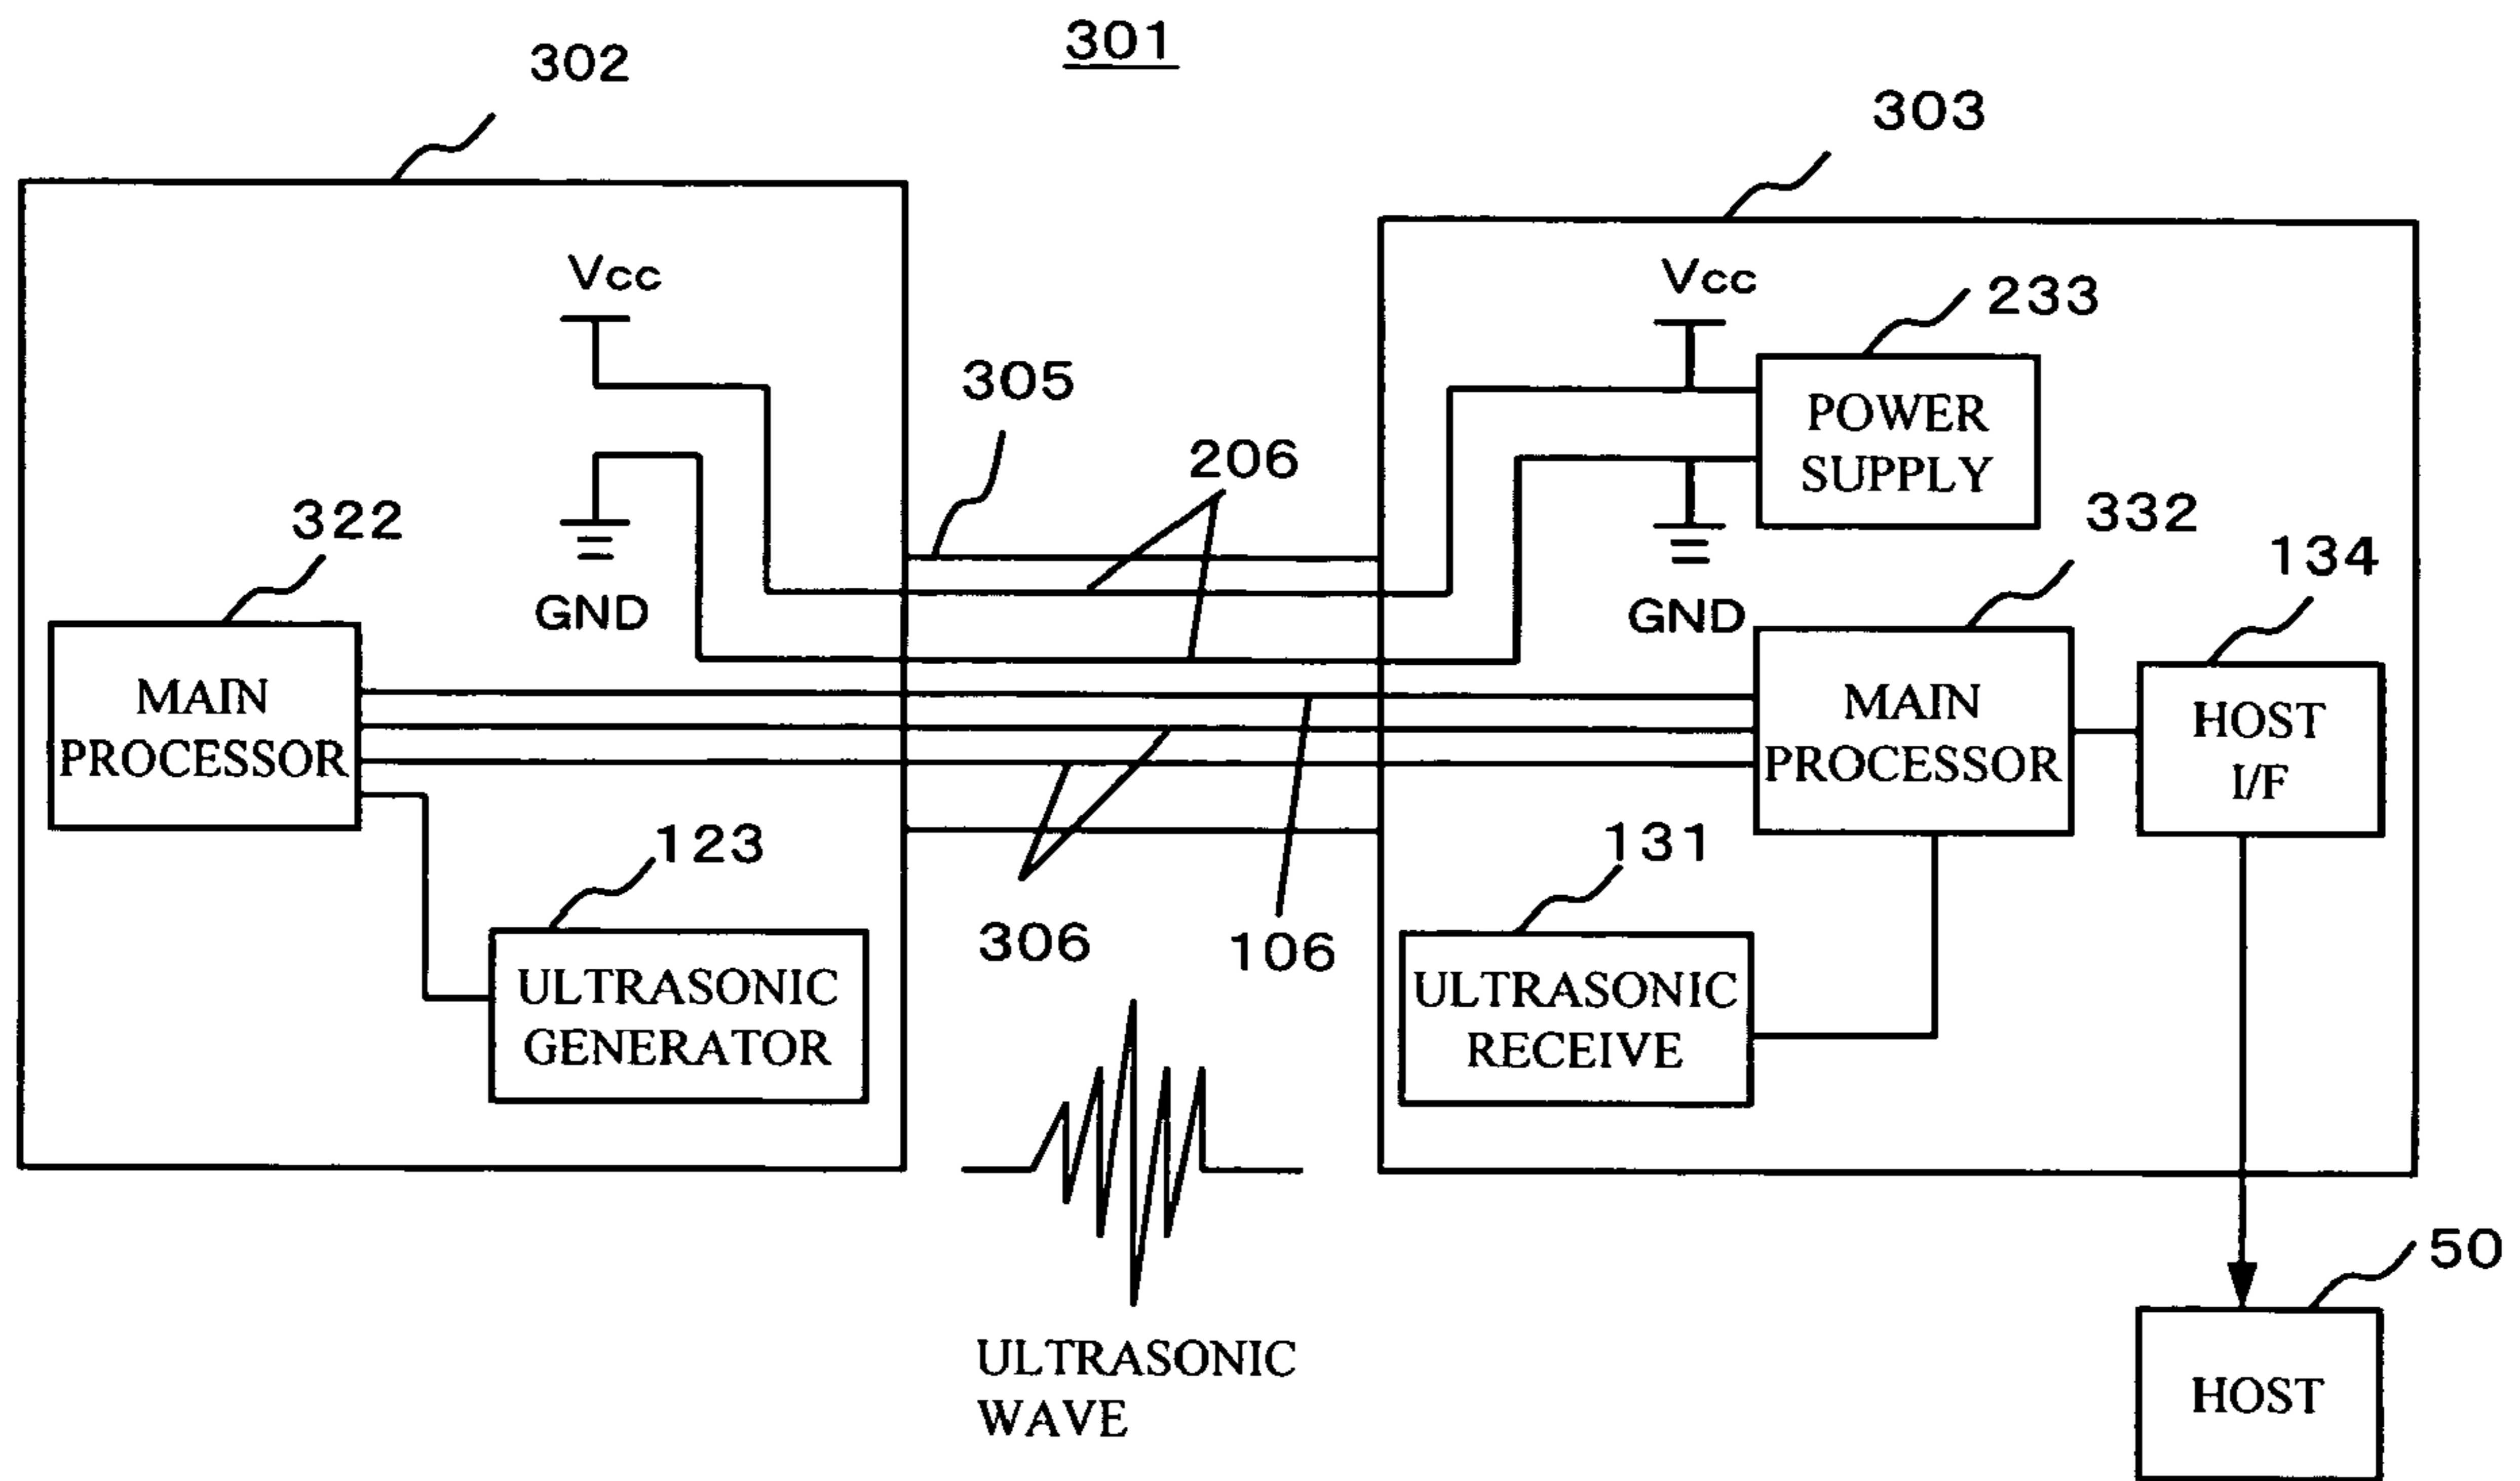 301
302
303
Vcc
Vcc
233
305
POWER
SUPPLY
206
322
332
134
GND
GND
MAIN
PROCESSOR
MAIN
PROCESSOR
HOST
I/F
123
131
306
106
ULTRASONIC
GENERATOR
ULTRASONIC
RECEIVE
50
ULTRASONIC
WAVE
HOST